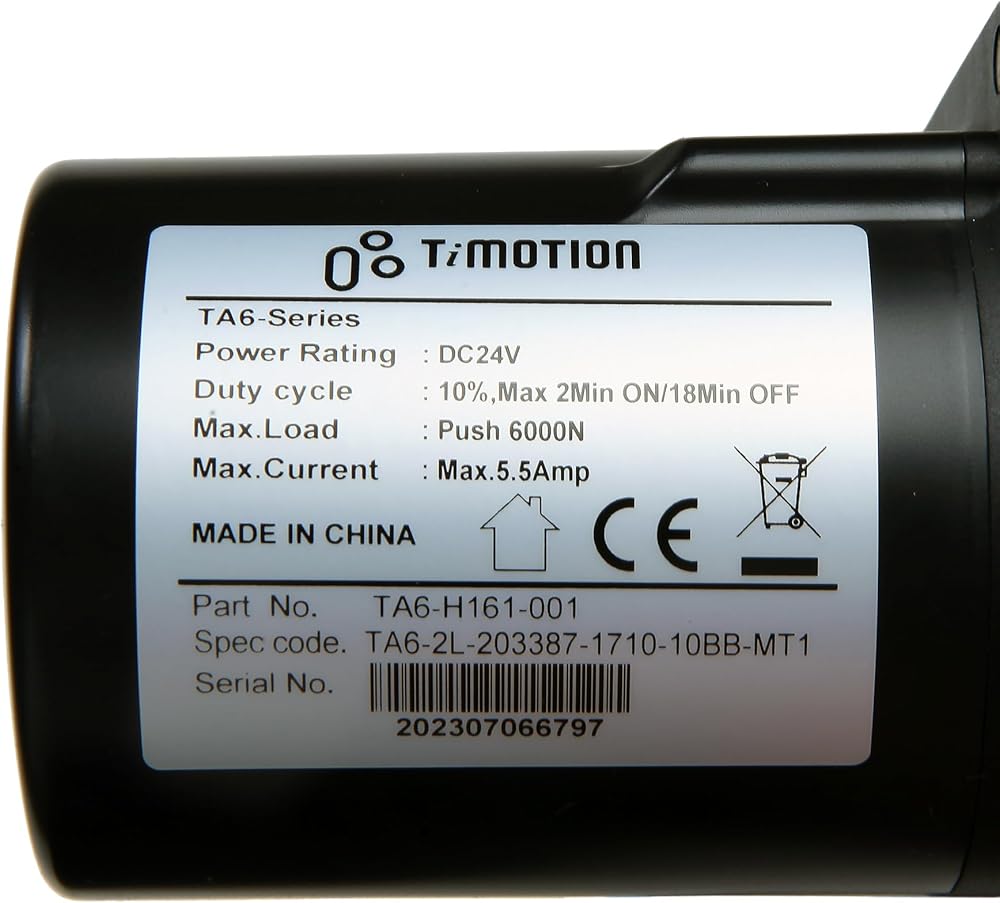 TiMOTION
TA6-Series
Power Rating : DC24V
Duty cycle : 10%,Max 2Min ON/18Min OFF
Max.Load : Push 6000N
Max.Current : Max.5.5Amp
MADE IN CHINA CE
Part No. TA6-H161-001
Spec code. TA6-2L-203387-1710-10BB-MT1
Serial No.
202307066797